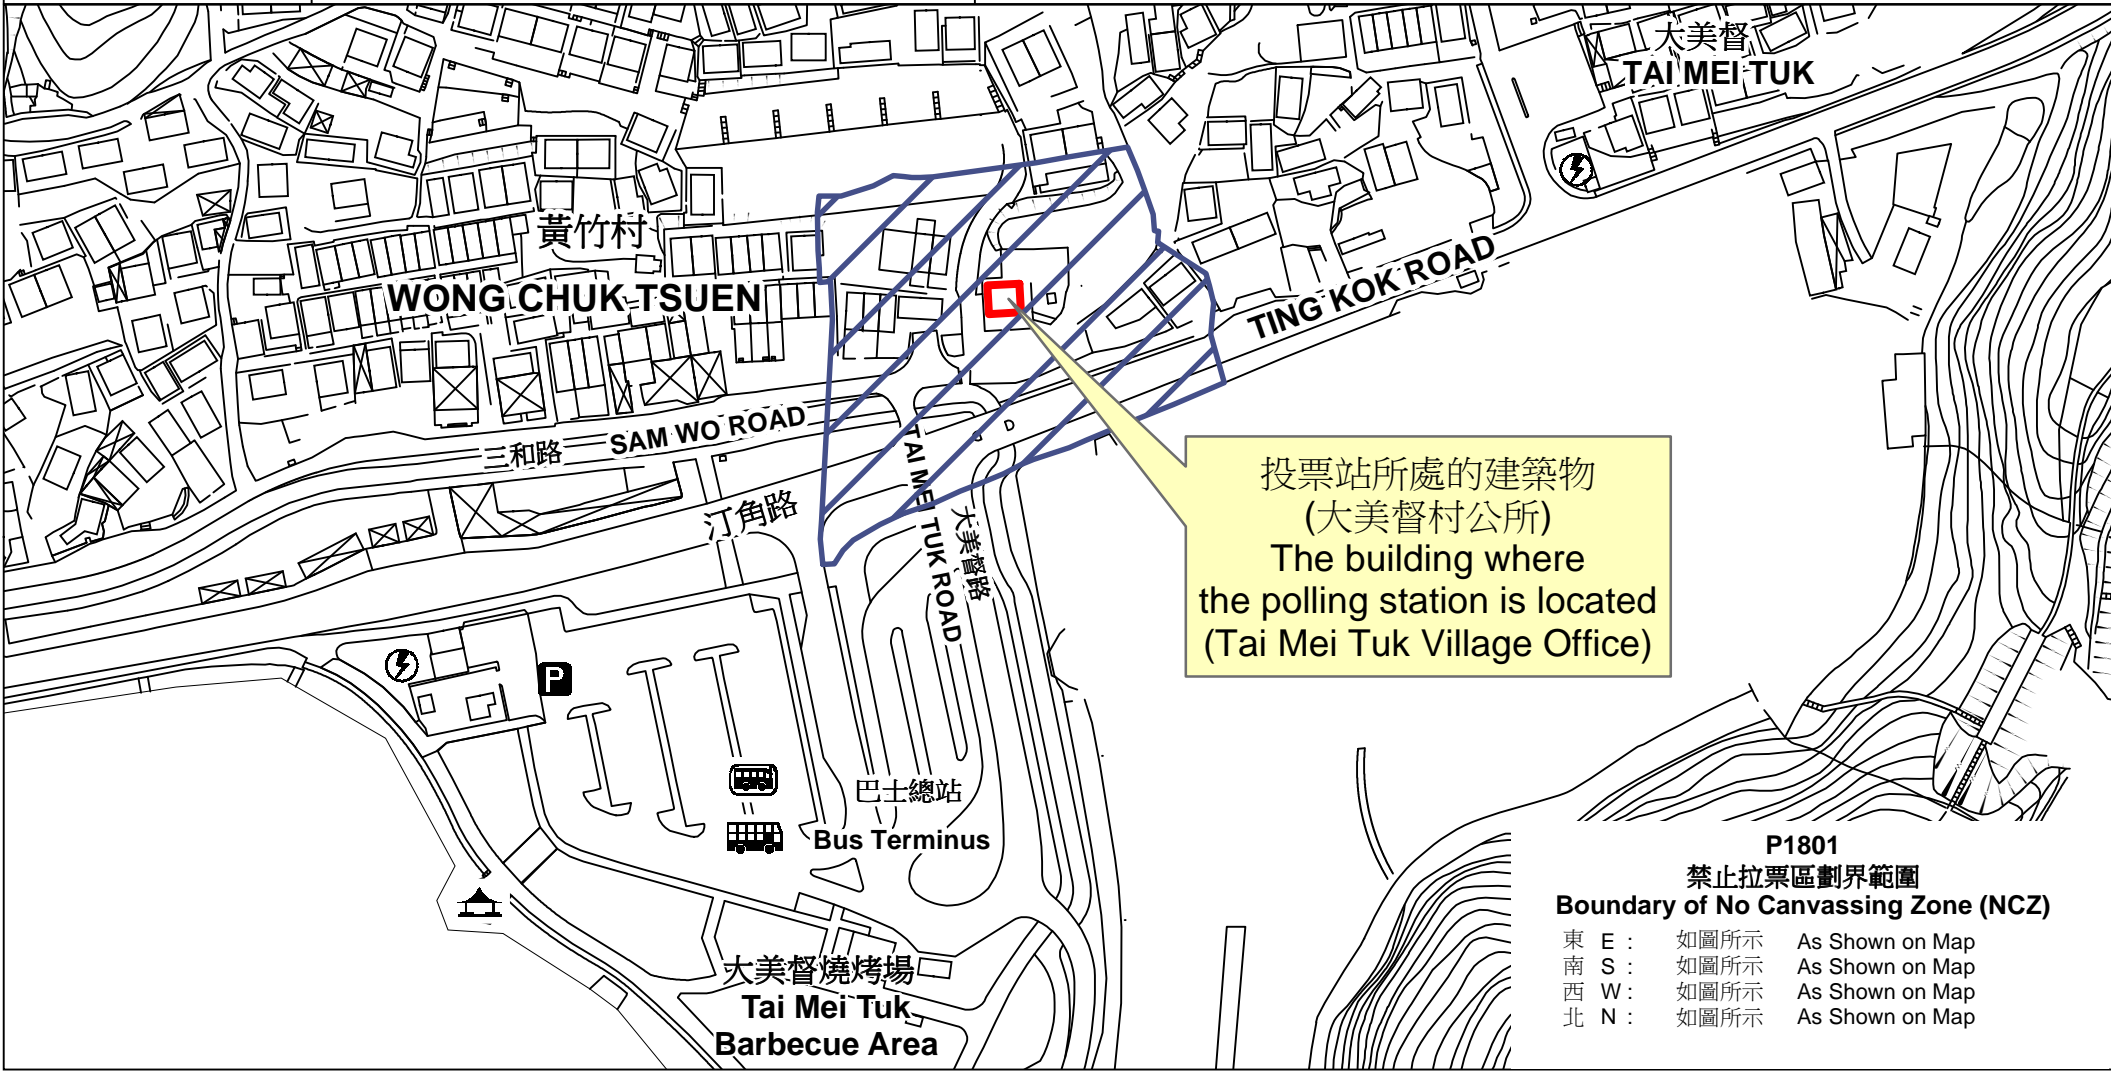 大美督
TAI MEI TUK
黃竹村
WONG CHUK TSUEN
TING KOK ROAD
三和路
SAM WO ROAD
汀角路
TAI MEI TUK ROAD
大美督路
投票站所處的建築物
(大美督村公所)
The building where
the polling station is located
(Tai Mei Tuk Village Office)
P
巴士總站
Bus Terminus
大美督燒烤場
Tai Mei Tuk
Barbecue Area
P1801
禁止拉票區劃界範圍
Boundary of No Canvassing Zone (NCZ)
東 E : 如圖所示 As Shown on Map
南 S : 如圖所示 As Shown on Map
西 W : 如圖所示 As Shown on Map
北 N : 如圖所示 As Shown on Map